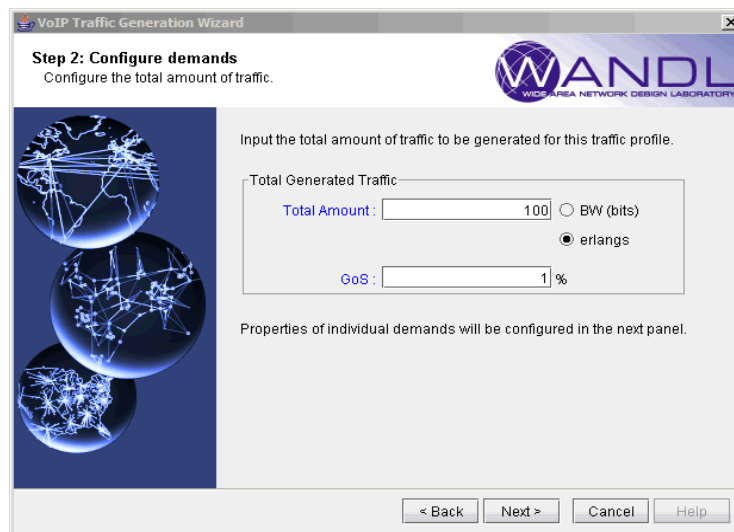 VoIP Traffic Generation Wizard
Step 2: Configure demands
Configure the total amount of traffic.
WANDL
WIDE AREA NETWORK DESIGN LABORATORY
Input the total amount of traffic to be generated for this traffic profile.
Total Generated Traffic
Total Amount : 100 BW (bits)
erlangs
GoS : 1 %
Properties of individual demands will be configured in the next panel.
< Back Next > Cancel Help